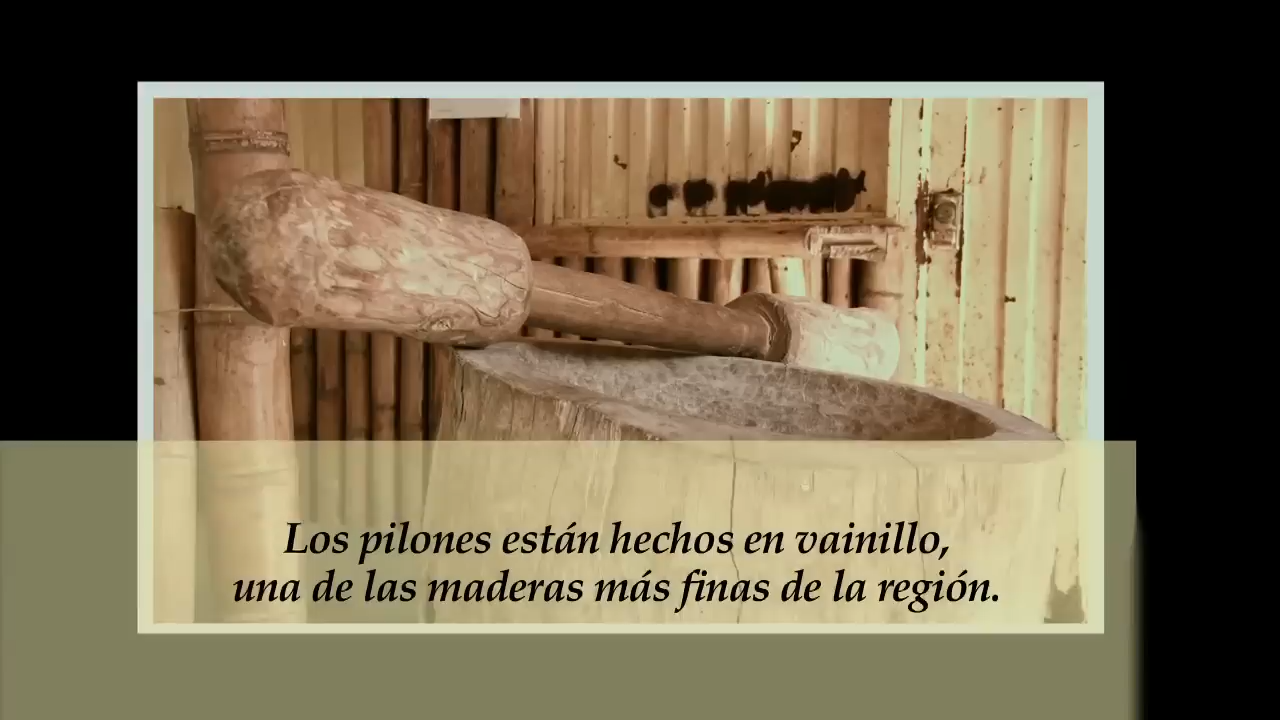 Los pilones están hechos en vainillo,
una de las maderas más finas de la región.